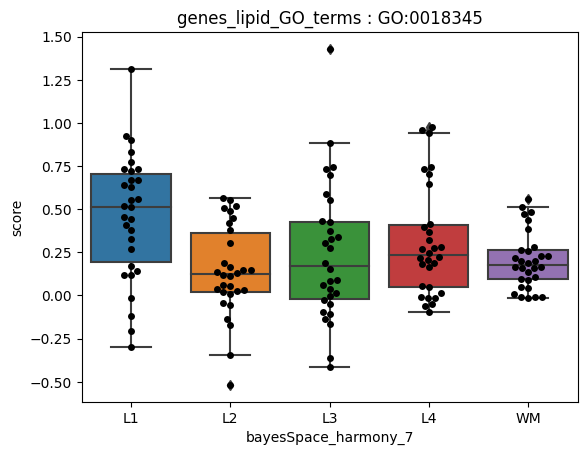 genes_lipid_GO_terms : GO:0018345
1.50
1.25
1.00
0.75
0.50
0.25
0.00
−0.25
−0.50
score
L1 L2 L3 L4 WM
bayesSpace_harmony_7